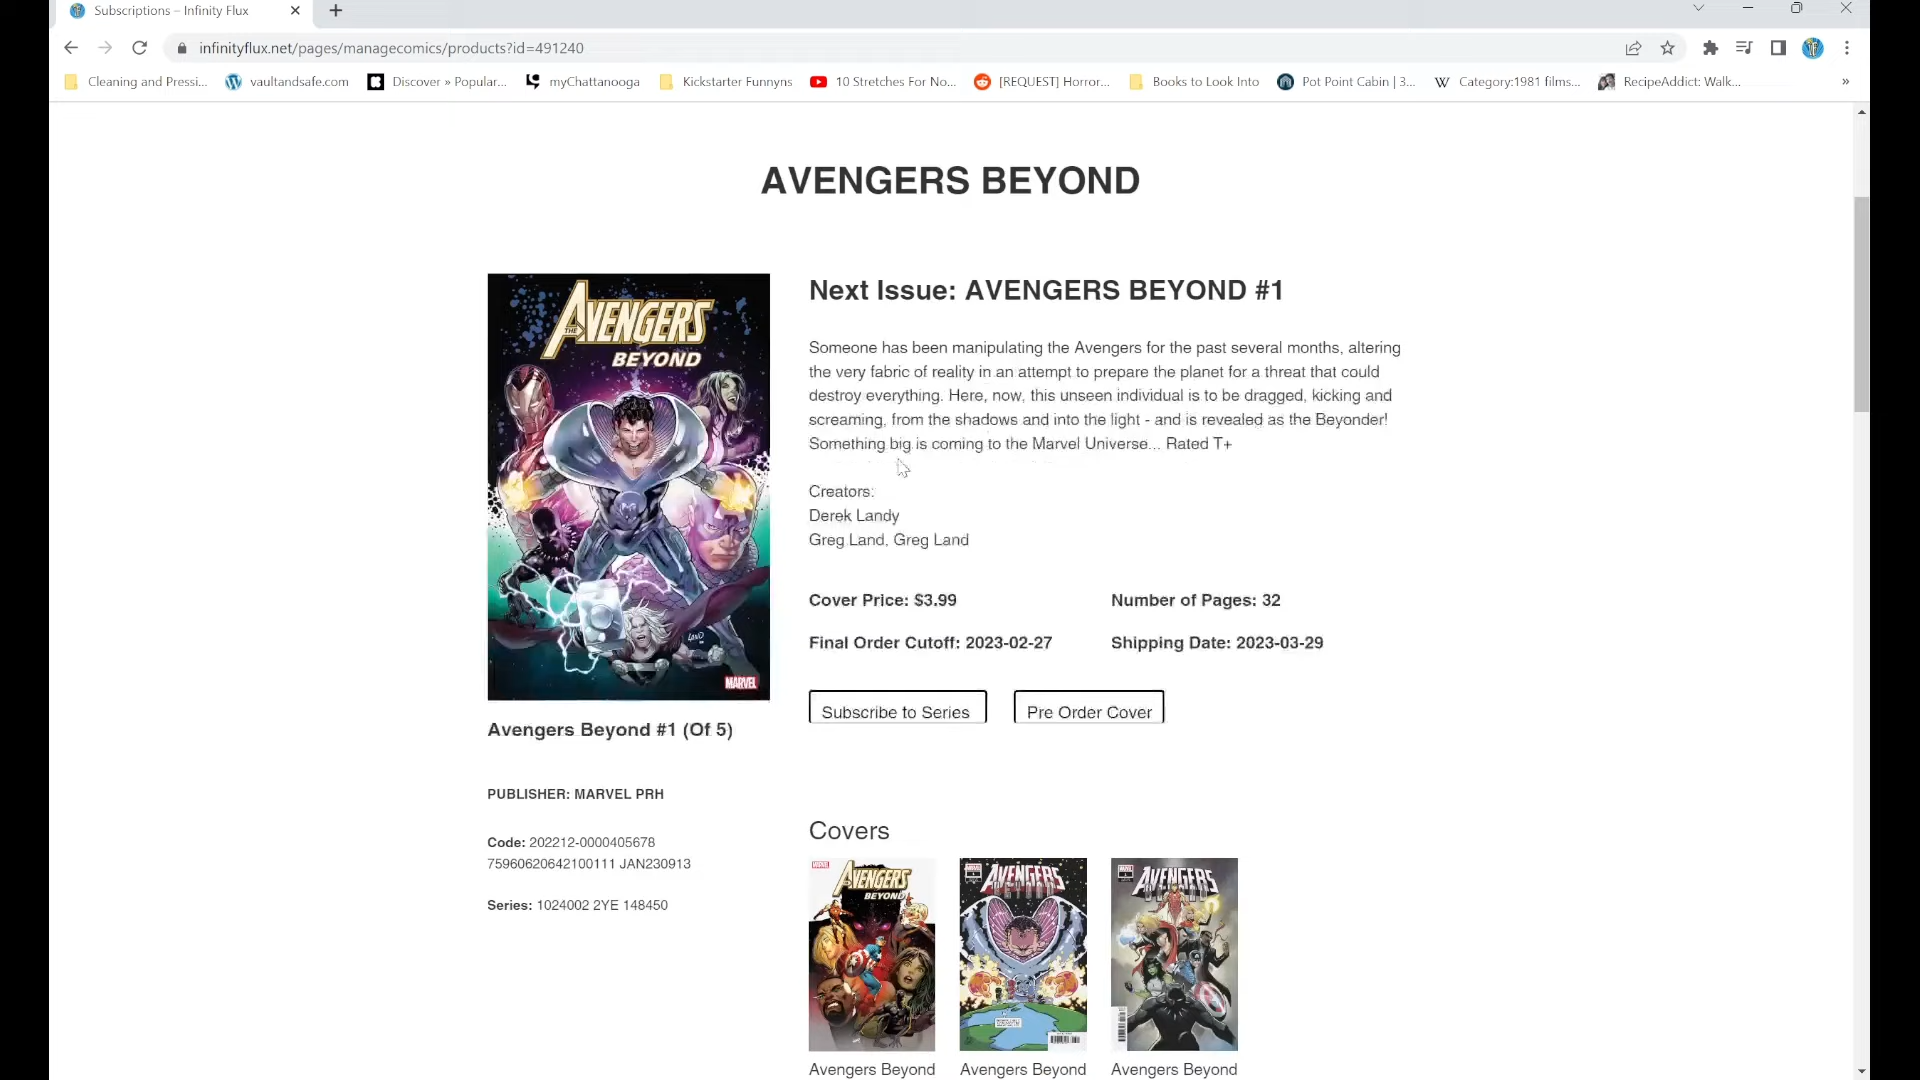 Subscriptions – Infinity Flux
infinityflux.net/pages/managecomics/products?id=491240
Cleaning and Pressi...
vaultandsafe.com
Discover » Popular...
myChattanooga
Kickstarter Funnyns
10 Stretches For No...
[REQUEST] Horror...
Books to Look Into
Pot Point Cabin | 3...
Category:1981 films...
RecipeAddict: Walk...
»
AVENGERS BEYOND
THE AVENGERS
BEYOND
LAND
MARVEL
Next Issue: AVENGERS BEYOND #1
Someone has been manipulating the Avengers for the past several months, altering
the very fabric of reality in an attempt to prepare the planet for a threat that could
destroy everything. Here, now, this unseen individual is to be dragged, kicking and
screaming, from the shadows and into the light - and is revealed as the Beyonder!
Something big is coming to the Marvel Universe... Rated T+
Creators:
Derek Landy
Greg Land, Greg Land
Cover Price: $3.99
Number of Pages: 32
Final Order Cutoff: 2023-02-27
Shipping Date: 2023-03-29
Subscribe to Series
Pre Order Cover
Avengers Beyond #1 (Of 5)
PUBLISHER: MARVEL PRH
Code: 202212-0000405678
75960620642100111 JAN230913
Series: 1024002 2YE 148450
Covers
MARVEL
AVENGERS
BEYOND
AVENGERS
BEYOND
AVENGERS
Avengers Beyond
Avengers Beyond
Avengers Beyond